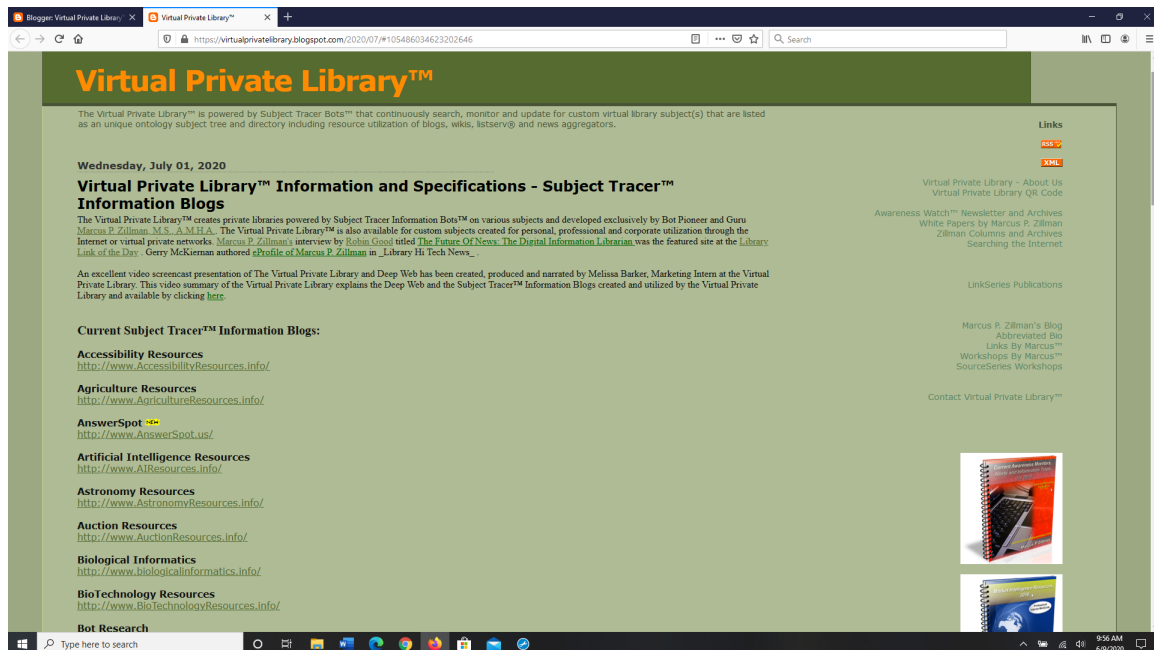 Blogger: Virtual Private Library
Virtual Private Library™
https://virtualprivatelibrary.blogspot.com/2020/07/#105486034623202646
Search
Virtual Private Library™
The Virtual Private Library™ is powered by Subject Tracer Bots™ that continuously search, monitor and update for custom virtual library subject(s) that are listed
as an unique ontology subject tree and directory including resource utilization of blogs, wikis, listserv® and news aggregators.
Wednesday, July 01, 2020
Virtual Private Library™ Information and Specifications - Subject Tracer™
Information Blogs
The Virtual Private Library™ creates private libraries powered by Subject Tracer Information Bots™ on various subjects and developed exclusively by Bot Pioneer and Guru
Marcus P. Zillman, M.S., A.M.H.A.. The Virtual Private Library™ is also available for custom subjects created for personal, professional and corporate utilization through the
Internet or virtual private networks. Marcus P. Zillman's interview by Robin Good titled The Future Of News: The Digital Information Librarian was the featured site at the Library
Link of the Day . Gerry McKiernan authored eProfile of Marcus P. Zillman in _Library Hi Tech News_ .
An excellent video screencast presentation of The Virtual Private Library and Deep Web has been created, produced and narrated by Melissa Barker, Marketing Intern at the Virtual
Private Library. This video summary of the Virtual Private Library explains the Deep Web and the Subject Tracer™ Information Blogs created and utilized by the Virtual Private
Library and available by clicking here.
Current Subject Tracer™ Information Blogs:
Accessibility Resources
http://www.AccessibilityResources.info/
Agriculture Resources
http://www.AgricultureResources.info/
AnswerSpot NEW
http://www.AnswerSpot.us/
Artificial Intelligence Resources
http://www.AIResources.info/
Astronomy Resources
http://www.AstronomyResources.info/
Auction Resources
http://www.AuctionResources.info/
Biological Informatics
http://www.biologicalinformatics.info/
BioTechnology Resources
http://www.BioTechnologyResources.info/
Bot Research
Links
RSS
XML
Virtual Private Library - About Us
Virtual Private Library QR Code
Awareness Watch™ Newsletter and Archives
White Papers by Marcus P. Zillman
Zillman Columns and Archives
Searching the Internet
LinkSeries Publications
Marcus P. Zillman's Blog
Abbreviated Bio
Links By Marcus™
Workshops By Marcus™
SourceSeries Workshops
Contact Virtual Private Library™
Type here to search
9:56 AM
6/9/2020